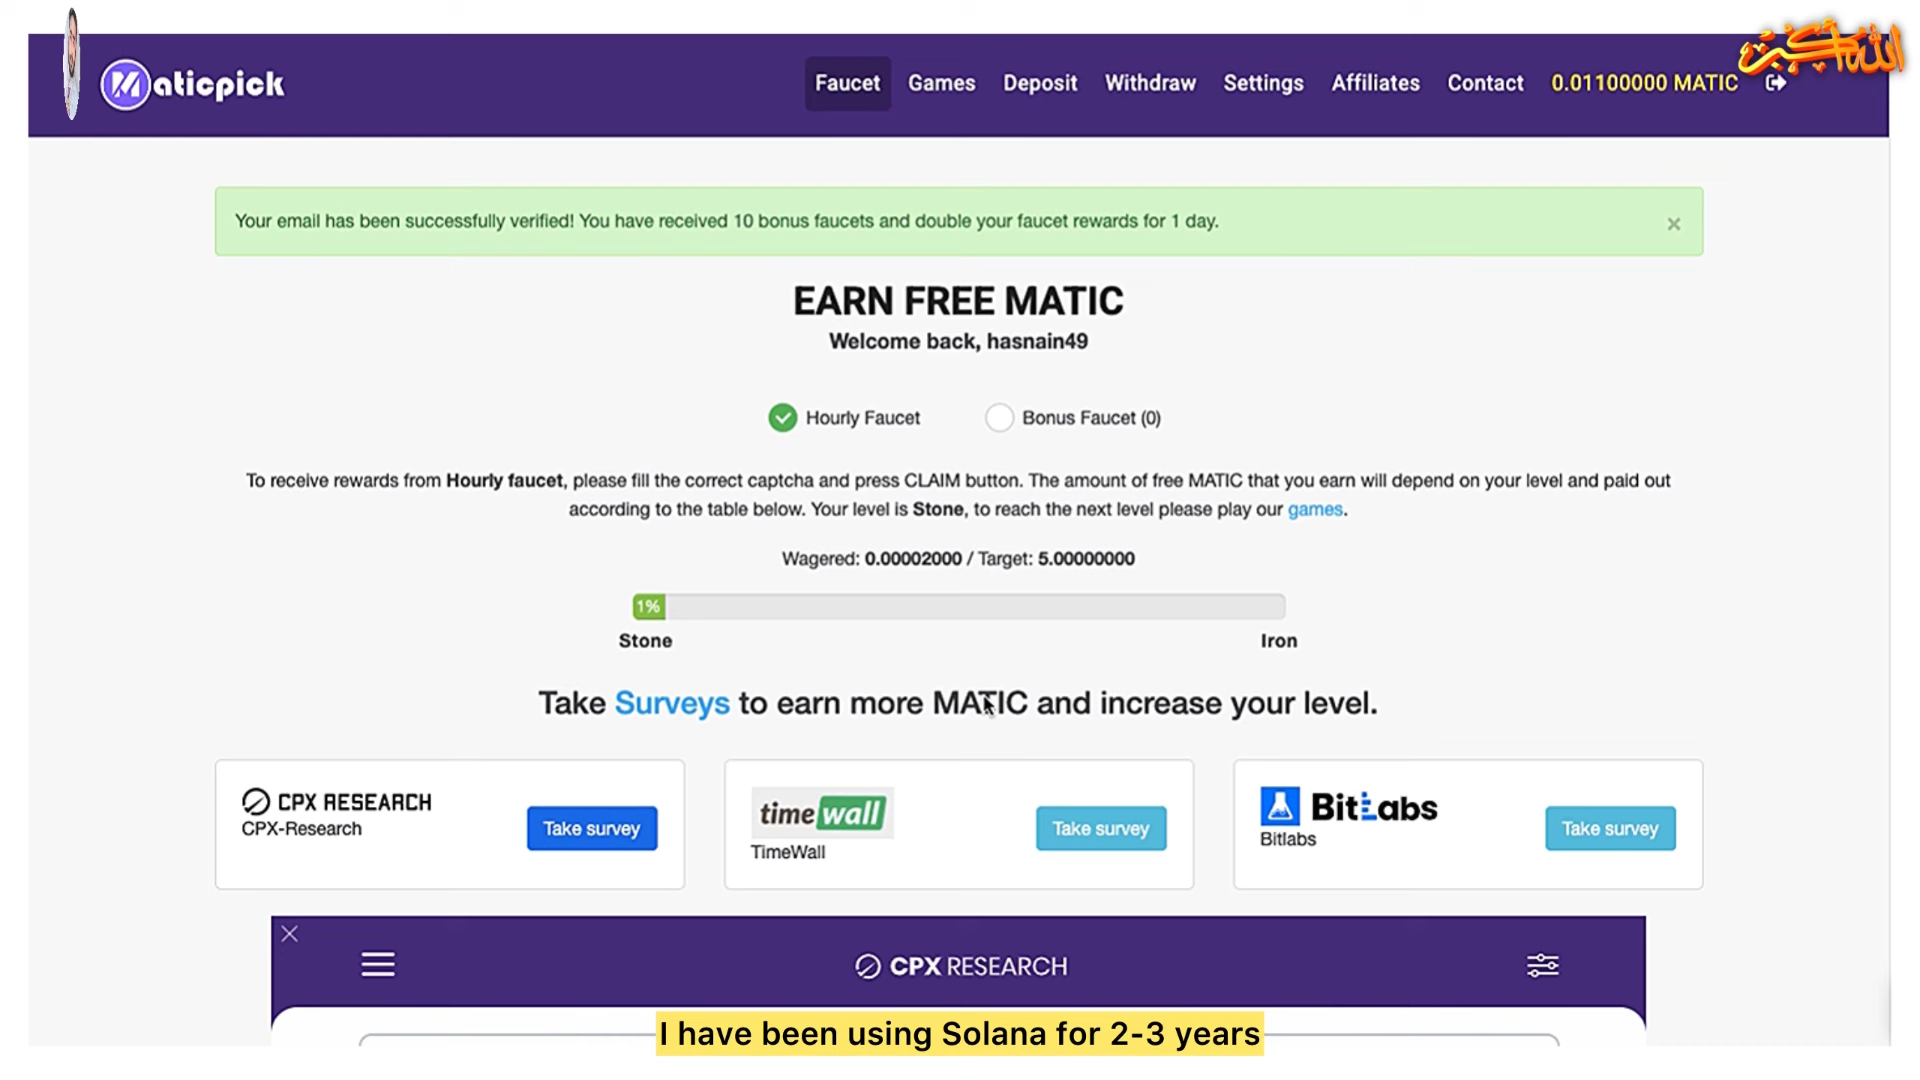 الله أكبر
Maticpick
Faucet Games Deposit Withdraw Settings Affiliates Contact 0.01100000 MATIC
Your email has been successfully verified! You have received 10 bonus faucets and double your faucet rewards for 1 day.
EARN FREE MATIC
Welcome back, hasnain49
Hourly Faucet Bonus Faucet (0)
To receive rewards from Hourly faucet, please fill the correct captcha and press CLAIM button. The amount of free MATIC that you earn will depend on your level and paid out
according to the table below. Your level is Stone, to reach the next level please play our games.
Wagered: 0.00002000 / Target: 5.00000000
1%
Stone Iron
Take Surveys to earn more MATIC and increase your level.
CPX RESEARCH
CPX-Research
Take survey
timewall
TimeWall
Take survey
BitLabs
Bitlabs
Take survey
CPX RESEARCH
I have been using Solana for 2-3 years